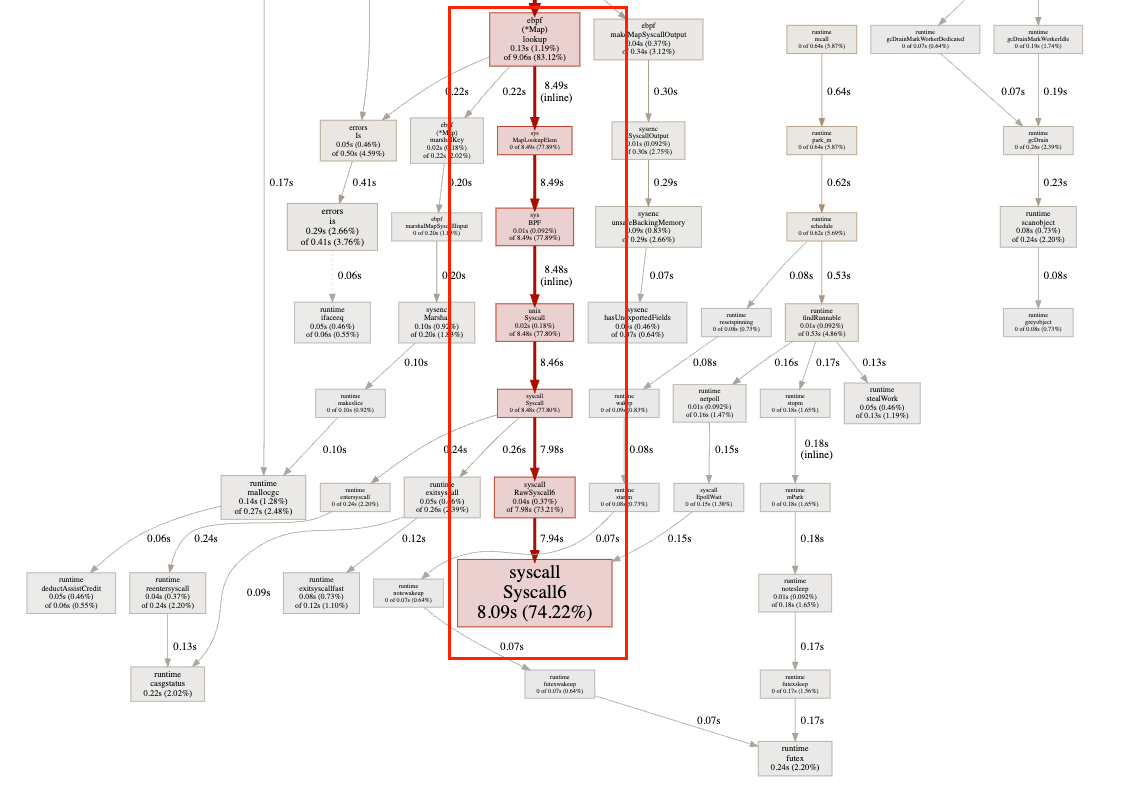 ebpf
(*Map)
lookup
0.13s (1.19%)
of 9.06s (83.12%)
ebpf
makeMapSyscallOutput
0.04s (0.37%)
of 0.34s (3.12%)
runtime
mcall
0 of 0.64s (5.87%)
runtime
gcDrainMarkWorkerDedicated
0 of 0.07s (0.64%)
runtime
gcDrainMarkWorkerIdle
0 of 0.19s (1.74%)
0.22s
0.22s
8.49s
(inline)
0.30s
0.64s
0.07s
0.19s
errors
Is
0.05s (0.46%)
of 0.50s (4.59%)
ebpf
(*Map)
marshalKey
0.02s (0.18%)
of 0.22s (2.02%)
sys
MapLookupElem
0 of 8.49s (77.89%)
sysenc
SyscallOutput
0.01s (0.092%)
of 0.30s (2.75%)
runtime
park_m
0 of 0.64s (5.87%)
runtime
gcDrain
0 of 0.26s (2.39%)
0.17s
0.41s
0.20s
8.49s
0.29s
0.62s
0.23s
errors
is
0.29s (2.66%)
of 0.41s (3.76%)
ebpf
marshalMapSyscallInput
0 of 0.20s (1.83%)
sys
BPF
0.01s (0.092%)
of 8.49s (77.89%)
sysenc
unsafeBackingMemory
0.09s (0.83%)
of 0.29s (2.66%)
runtime
schedule
0 of 0.62s (5.69%)
runtime
scanobject
0.08s (0.73%)
of 0.24s (2.20%)
0.06s
0.20s
8.48s
(inline)
0.07s
0.08s
0.53s
0.08s
runtime
ifaceeq
0.05s (0.46%)
of 0.06s (0.55%)
sysenc
Marshal
0.10s (0.92%)
of 0.20s (1.83%)
unix
Syscall
0.02s (0.18%)
of 8.48s (77.80%)
sysenc
hasUnexportedFields
0.05s (0.46%)
of 0.07s (0.64%)
runtime
resetspinning
0 of 0.08s (0.73%)
runtime
findRunnable
0.01s (0.092%)
of 0.53s (4.86%)
runtime
greyobject
0 of 0.08s (0.73%)
0.10s
8.46s
0.08s
0.16s
0.17s
0.13s
runtime
makeslice
0 of 0.10s (0.92%)
syscall
Syscall
0 of 8.48s (77.80%)
runtime
wakep
0 of 0.09s (0.83%)
runtime
netpoll
0.01s (0.092%)
of 0.16s (1.47%)
runtime
stopm
0 of 0.18s (1.65%)
runtime
stealWork
0.05s (0.46%)
of 0.13s (1.19%)
0.10s
0.24s
0.26s
7.98s
0.08s
0.15s
0.18s
(inline)
runtime
mallocgc
0.14s (1.28%)
of 0.27s (2.48%)
runtime
entersyscall
0 of 0.24s (2.20%)
runtime
exitsyscall
0.05s (0.46%)
of 0.26s (2.39%)
syscall
RawSyscall6
0.04s (0.37%)
of 7.98s (73.21%)
runtime
startm
0 of 0.08s (0.73%)
syscall
EpollWait
0 of 0.15s (1.38%)
runtime
mPark
0 of 0.18s (1.65%)
0.06s
0.24s
0.12s
7.94s
0.07s
0.15s
0.18s
runtime
deductAssistCredit
0.05s (0.46%)
of 0.06s (0.55%)
runtime
reentersyscall
0.04s (0.37%)
of 0.24s (2.20%)
0.09s
runtime
exitsyscallfast
0.08s (0.73%)
of 0.12s (1.10%)
runtime
notewakeup
0 of 0.07s (0.64%)
syscall
Syscall6
8.09s (74.22%)
runtime
notesleep
0.01s (0.092%)
of 0.18s (1.65%)
0.13s
0.07s
0.17s
runtime
casgstatus
0.22s (2.02%)
runtime
futexwakeup
0 of 0.07s (0.64%)
runtime
futexsleep
0 of 0.17s (1.56%)
0.07s
0.17s
runtime
futex
0.24s (2.20%)